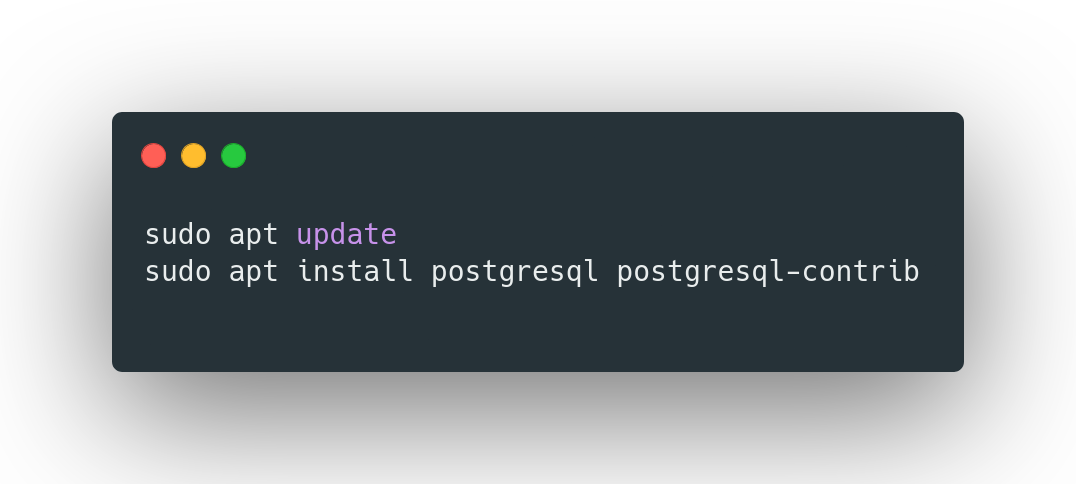 sudo apt update
sudo apt install postgresql postgresql-contrib